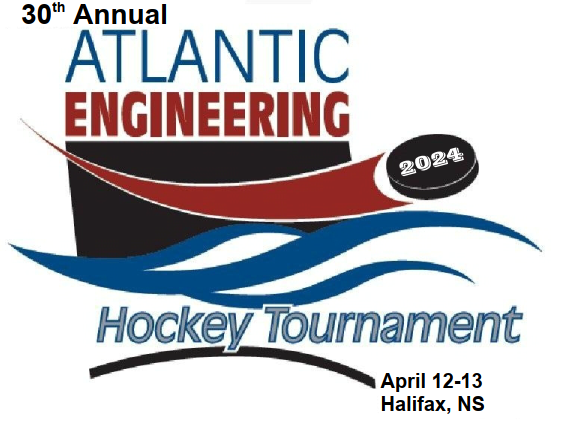 30th Annual
ATLANTIC
ENGINEERING
2024
Hockey Tournament
April 12-13
Halifax, NS